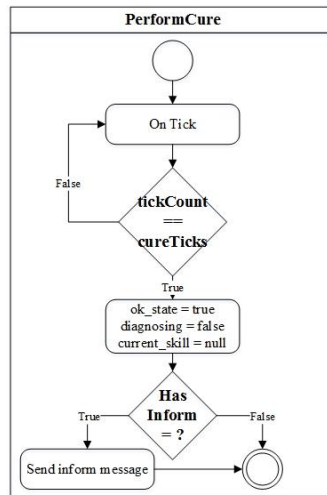 PerformCure
On Tick
False
tickCount
==
cureTicks
True
ok_state = true
diagnosing = false
current_skill = null
Has
Inform
= ?
True
False
Send inform message